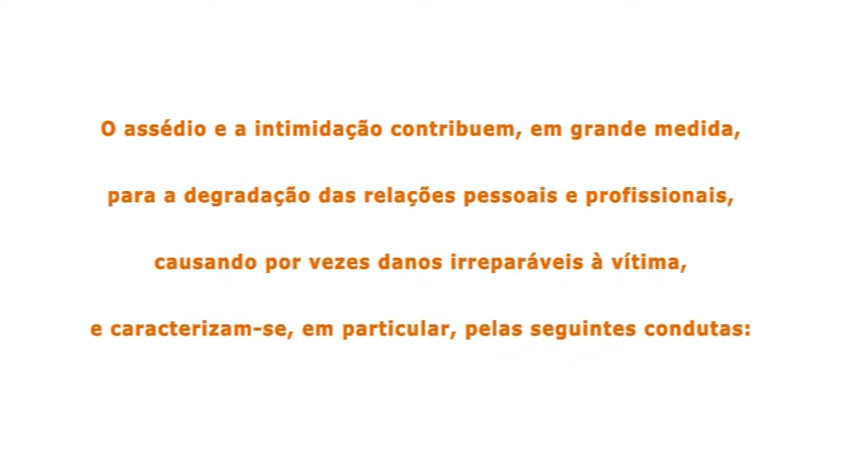 O assédio e a intimidação contribuem, em grande medida,
para a degradação das relações pessoais e profissionais,
causando por vezes danos irreparáveis à vítima,
e caracterizam-se, em particular, pelas seguintes condutas: